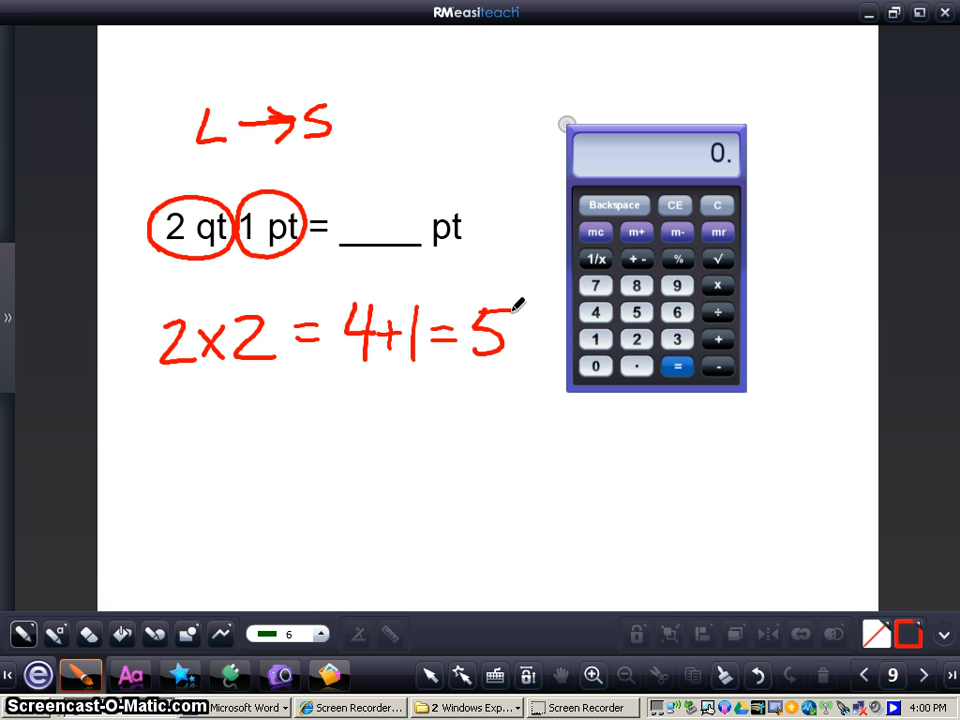 RMeasiteach
L → S
2 qt 1 pt = ____ pt
2x2 = 4+1 = 5
0.
Backspace CE C
mc m+ m- mr
1/x + - % √
7 8 9 x
4 5 6 ÷
1 2 3 +
0 . = -
6
Aa
9
Screencast-O-Matic.com
Microsoft Word
Screen Recorder...
2 Windows Exp...
Screen Recorder
4:00 PM